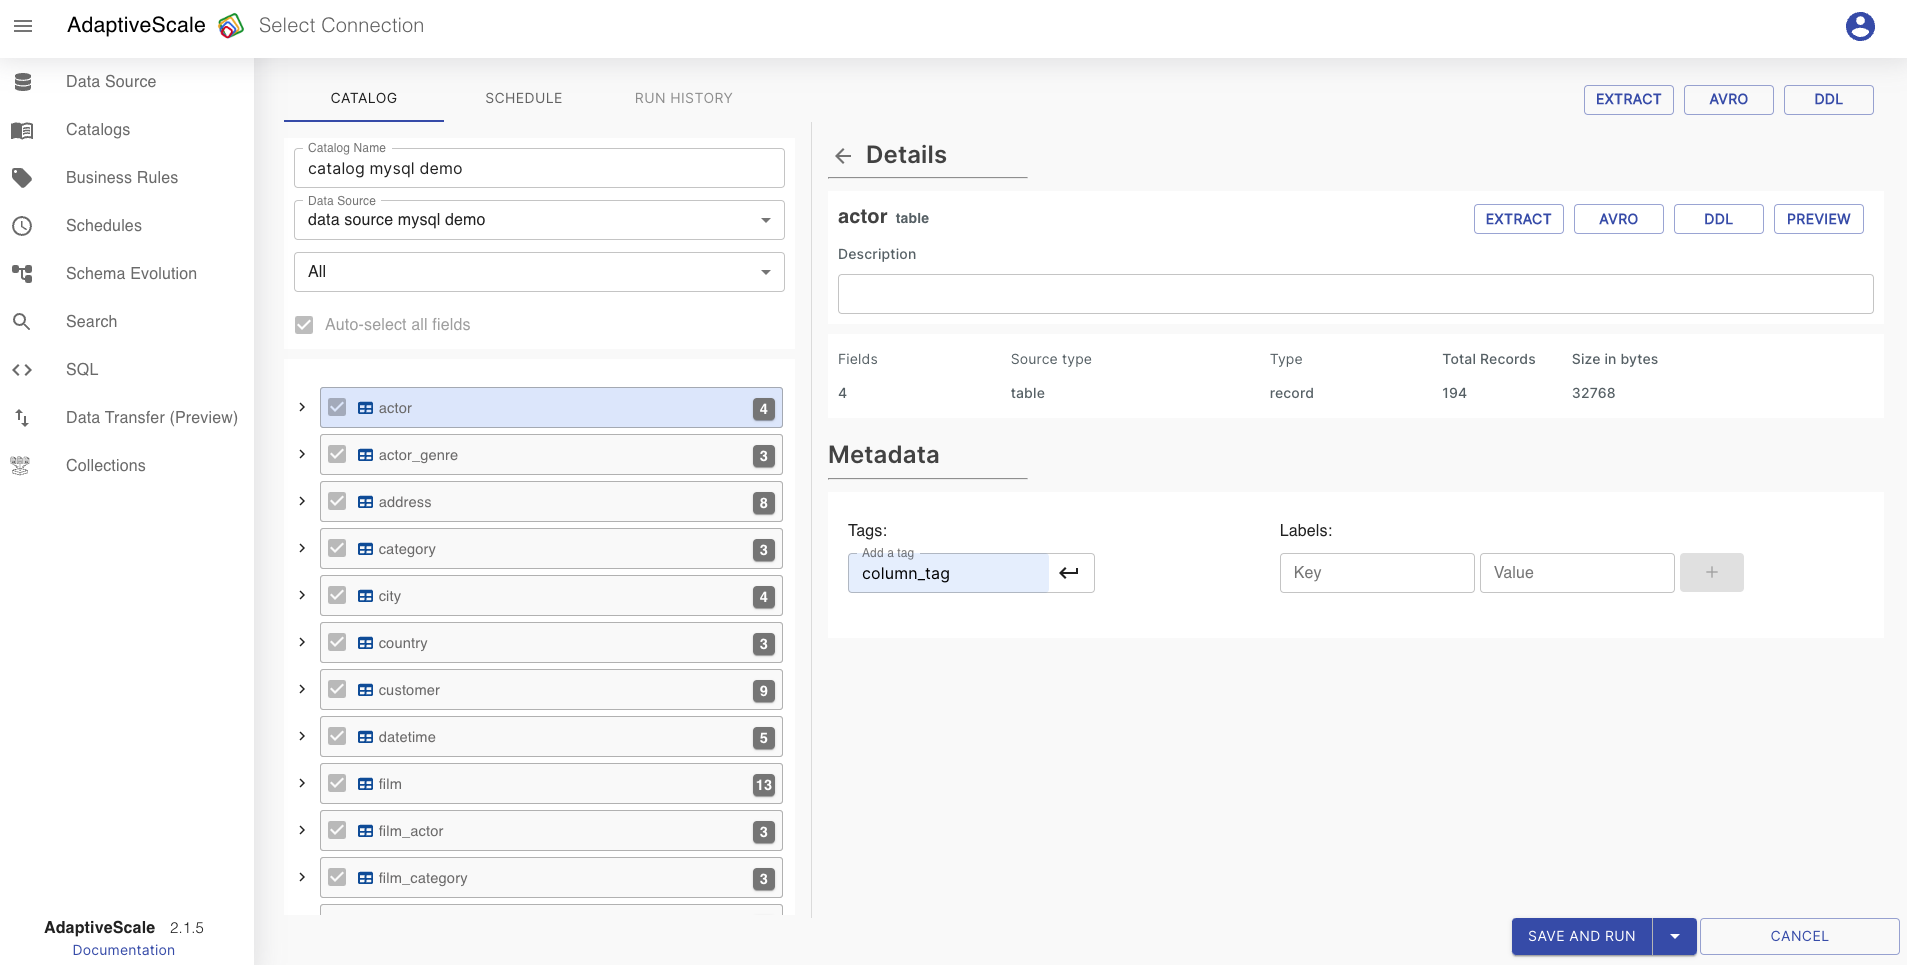 AdaptiveScale Select Connection
Data Source
Catalogs
Business Rules
Schedules
Schema Evolution
Search
SQL
Data Transfer (Preview)
Collections
AdaptiveScale 2.1.5
Documentation
CATALOG SCHEDULE RUN HISTORY
EXTRACT AVRO DDL
Catalog Name
catalog mysql demo
Data Source
data source mysql demo
All
Auto-select all fields
actor 4
actor_genre 3
address 8
category 3
city 4
country 3
customer 9
datetime 5
film 13
film_actor 3
film_category 3
Details
actor table EXTRACT AVRO DDL PREVIEW
Description
Fields Source type Type Total Records Size in bytes
4 table record 194 32768
Metadata
Tags: Labels:
Add a tag
column_tag Key Value +
SAVE AND RUN CANCEL